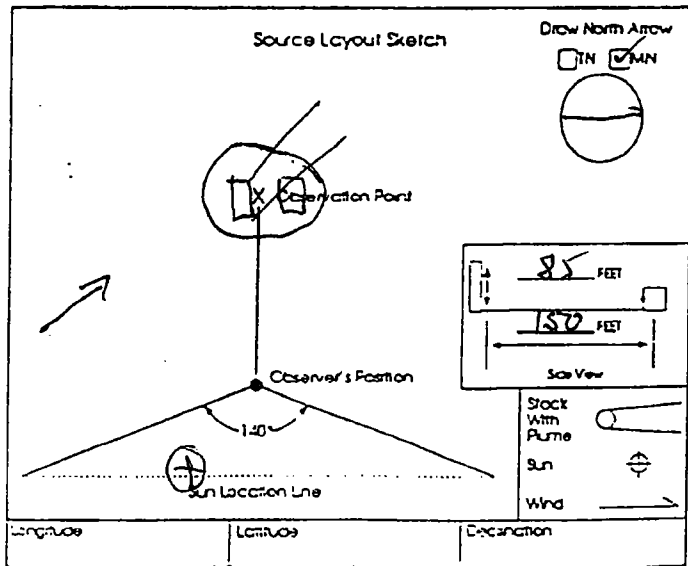 Source Layout Sketch
Draw North Arrow
TN MN
X Observation Point
85 FEET
150 FEET
Side View
Observer's Position
140
Sun Location Line
Stack
With
Plume
Sun
Wind
Longitude Latitude Declination